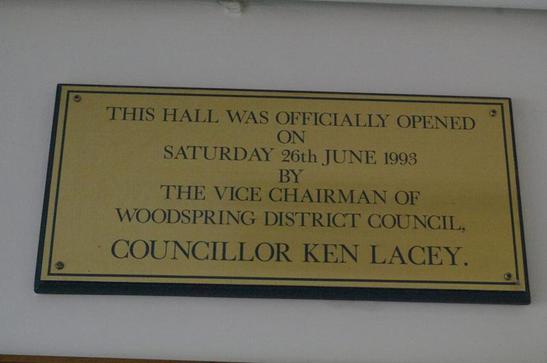 THIS HALL WAS OFFICIALLY OPENED
ON
SATURDAY 26th JUNE 1993
BY
THE VICE CHAIRMAN OF
WOODSPRING DISTRICT COUNCIL,
COUNCILLOR KEN LACEY.